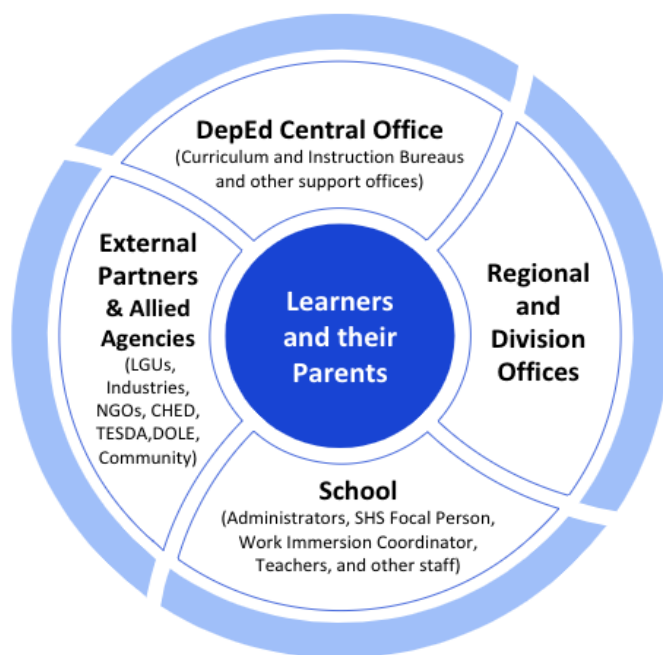 DepEd Central Office
(Curriculum and Instruction Bureaus
and other support offices)
External
Partners
& Allied
Agencies
(LGUs,
Industries,
NGOs, CHED,
TESDA,DOLE,
Community)
Learners
and their
Parents
Regional
and
Division
Offices
School
(Administrators, SHS Focal Person,
Work Immersion Coordinator,
Teachers, and other staff)